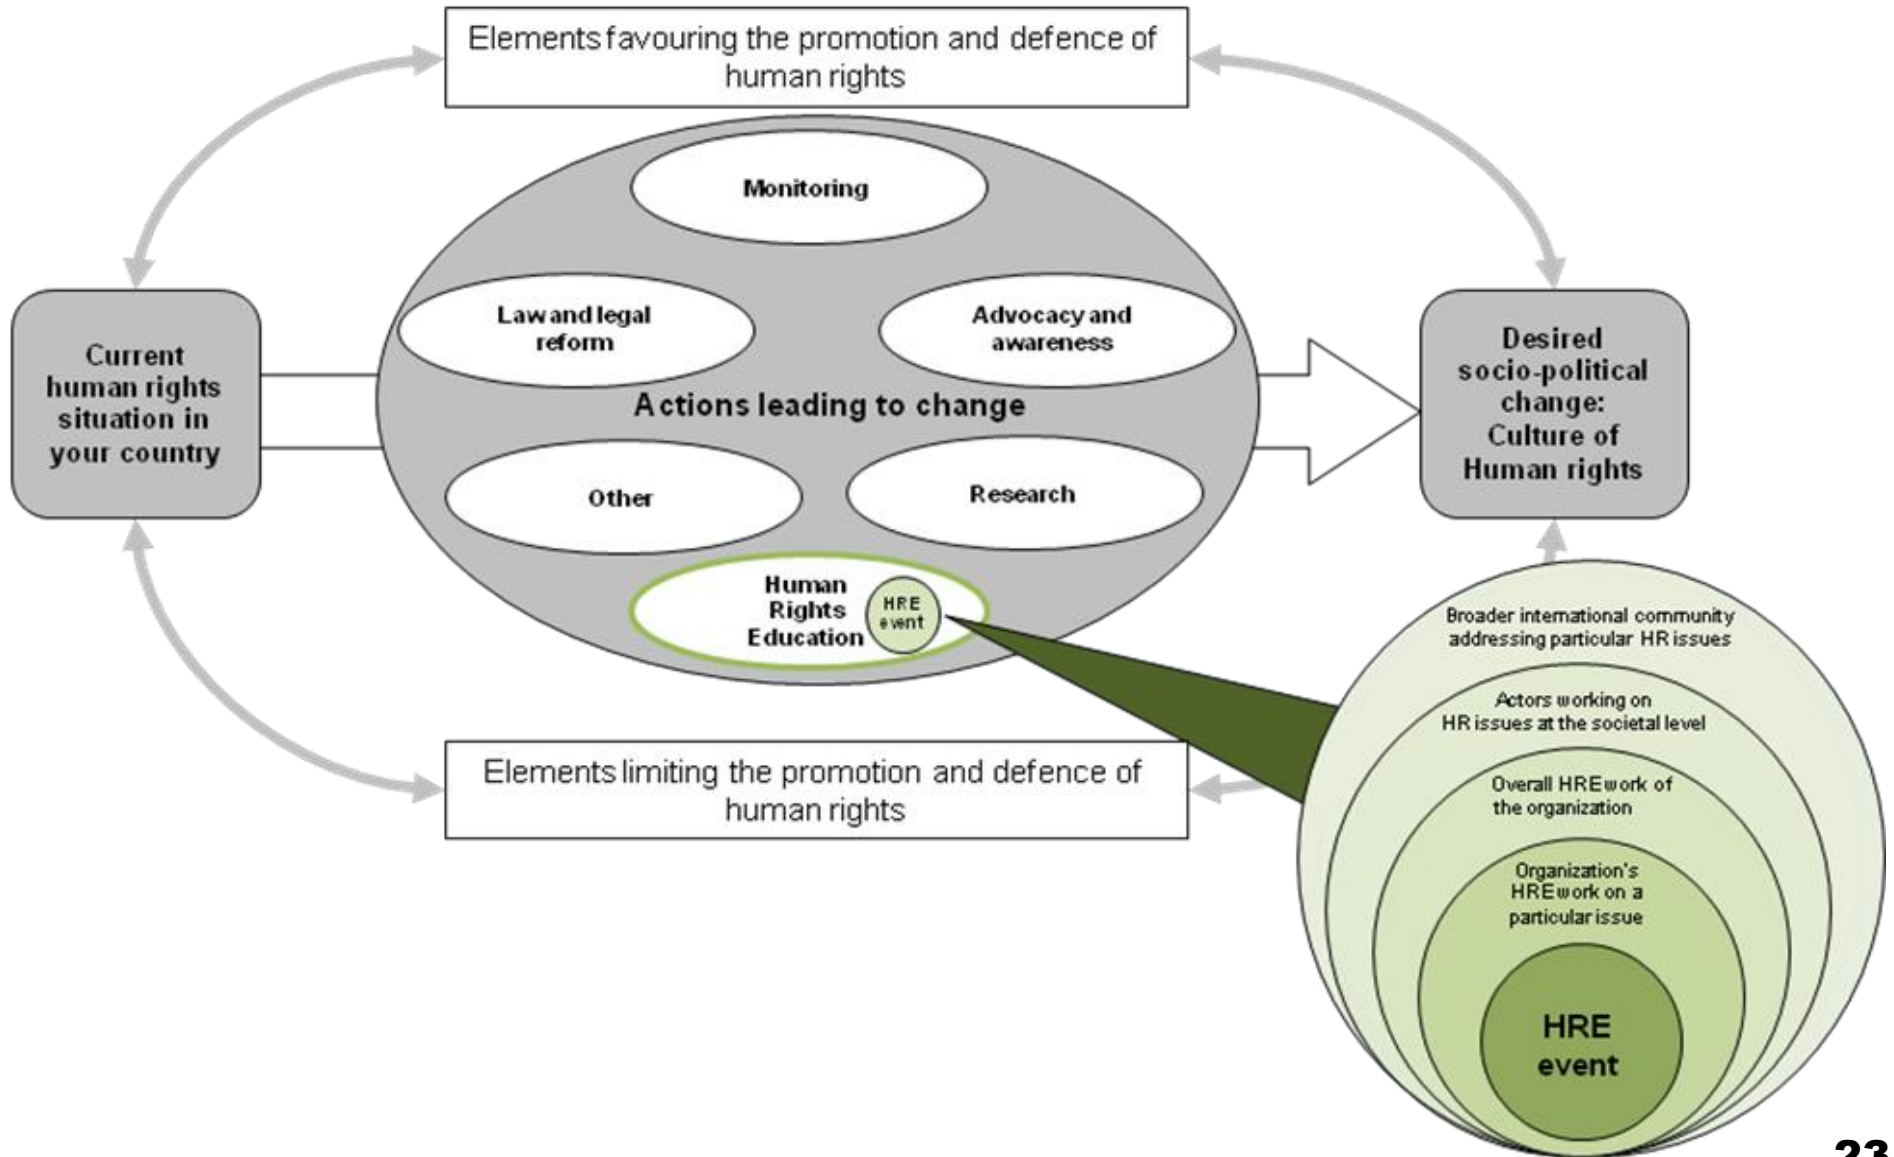 Elements favouring the promotion and defence of
human rights
Monitoring
Law and legal
reform
Advocacy and
awareness
Current
human rights
situation in
your country
Actions leading to change
Desired
socio-political
change:
Culture of
Human rights
Other
Research
Human
Rights
Education
HRE
event
Elements limiting the promotion and defence of
human rights
Broader international community
addressing particular HR issues
Actors working on
HR issues at the societal level
Overall HRE work of
the organization
Organization's
HRE work on a
particular issue
HRE
event
23